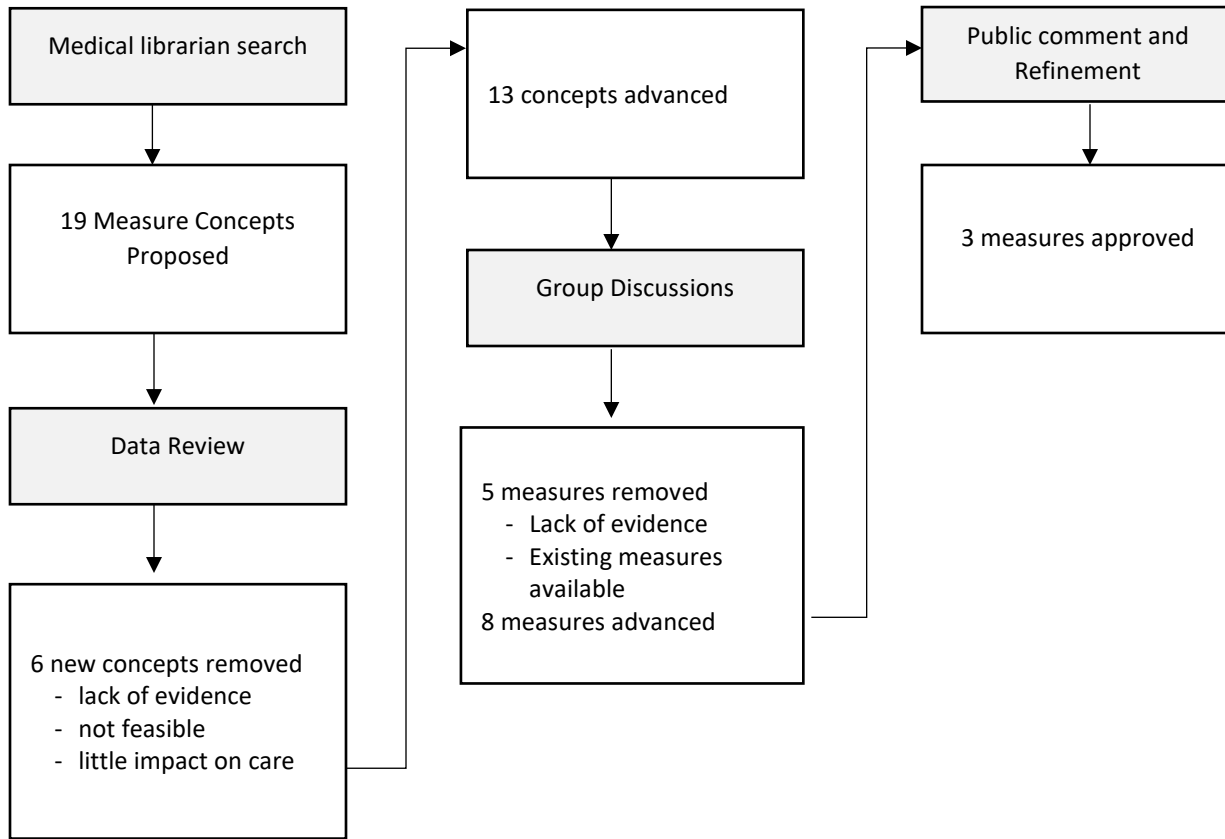 Medical librarian search
19 Measure Concepts
Proposed
Data Review
6 new concepts removed
- lack of evidence
- not feasible
- little impact on care
13 concepts advanced
Group Discussions
5 measures removed
- Lack of evidence
- Existing measures
available
8 measures advanced
Public comment and
Refinement
3 measures approved